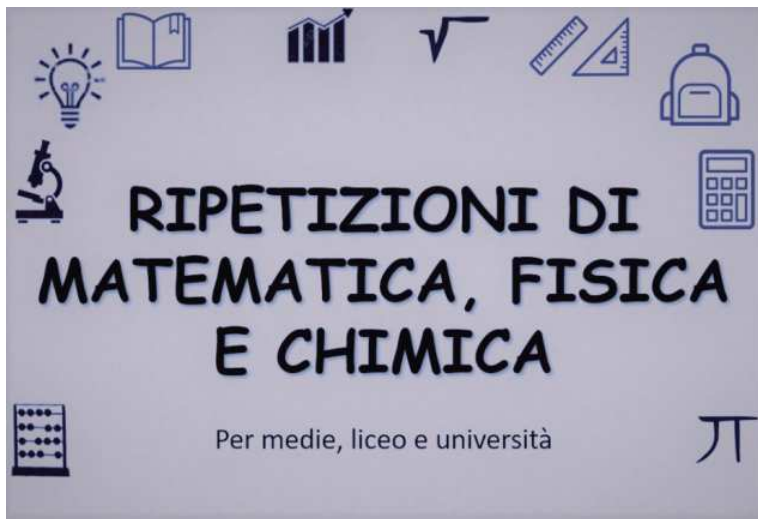 RIPETIZIONI DI
MATEMATICA, FISICA
E CHIMICA
Per medie, liceo e università